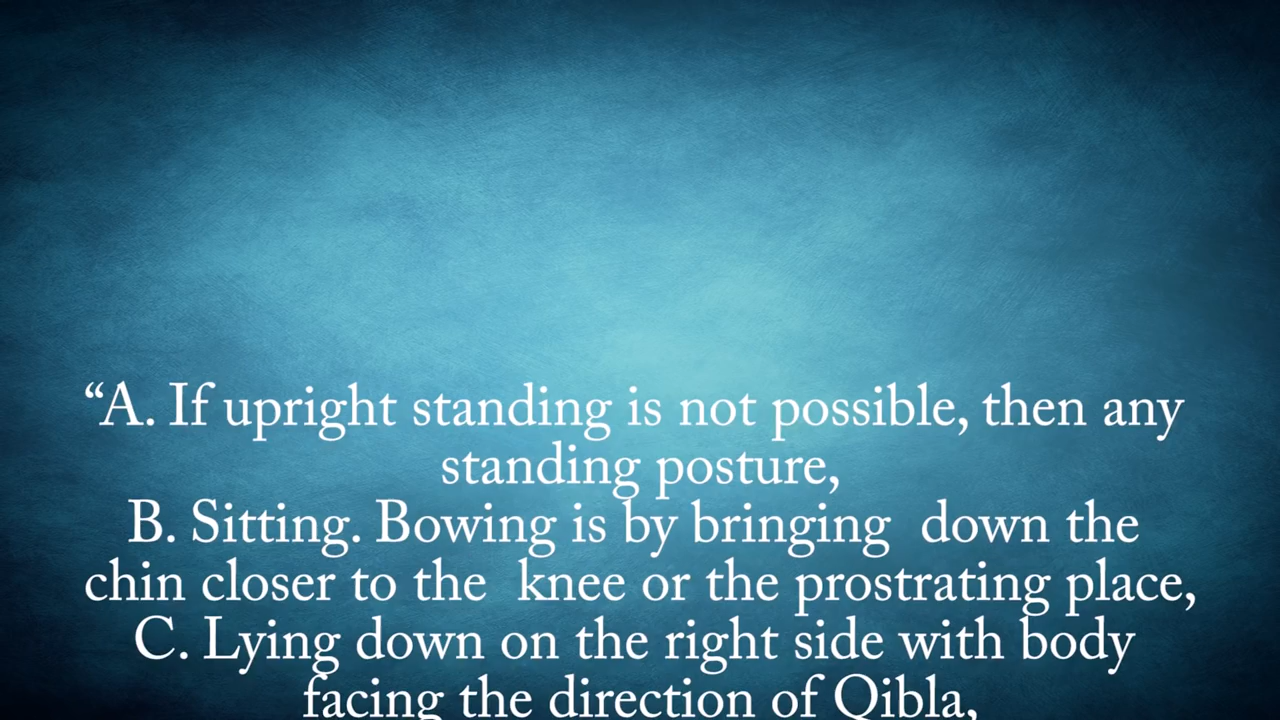 “A. If upright standing is not possible, then any
standing posture,
B. Sitting. Bowing is by bringing  down the
chin closer to the  knee or the prostrating place,
C. Lying down on the right side with body
facing the direction of Qibla,